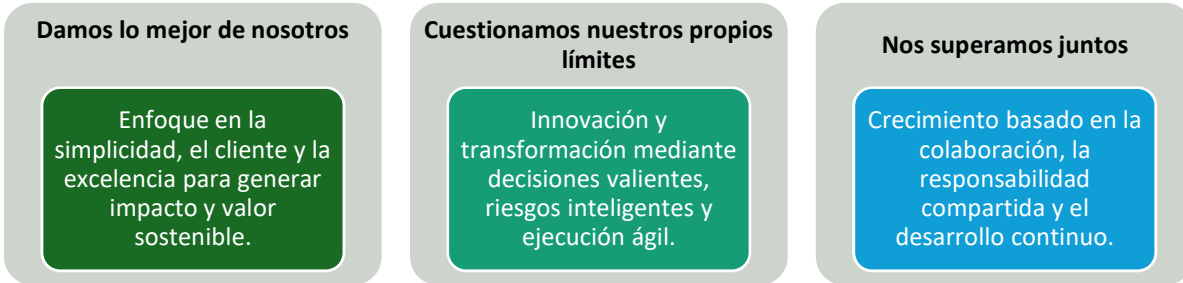 Damos lo mejor de nosotros
Enfoque en la
simplicidad, el cliente y la
excelencia para generar
impacto y valor
sostenible.
Cuestionamos nuestros propios
límites
Innovación y
transformación mediante
decisiones valientes,
riesgos inteligentes y
ejecución ágil.
Nos superamos juntos
Crecimiento basado en la
colaboración, la
responsabilidad
compartida y el
desarrollo continuo.